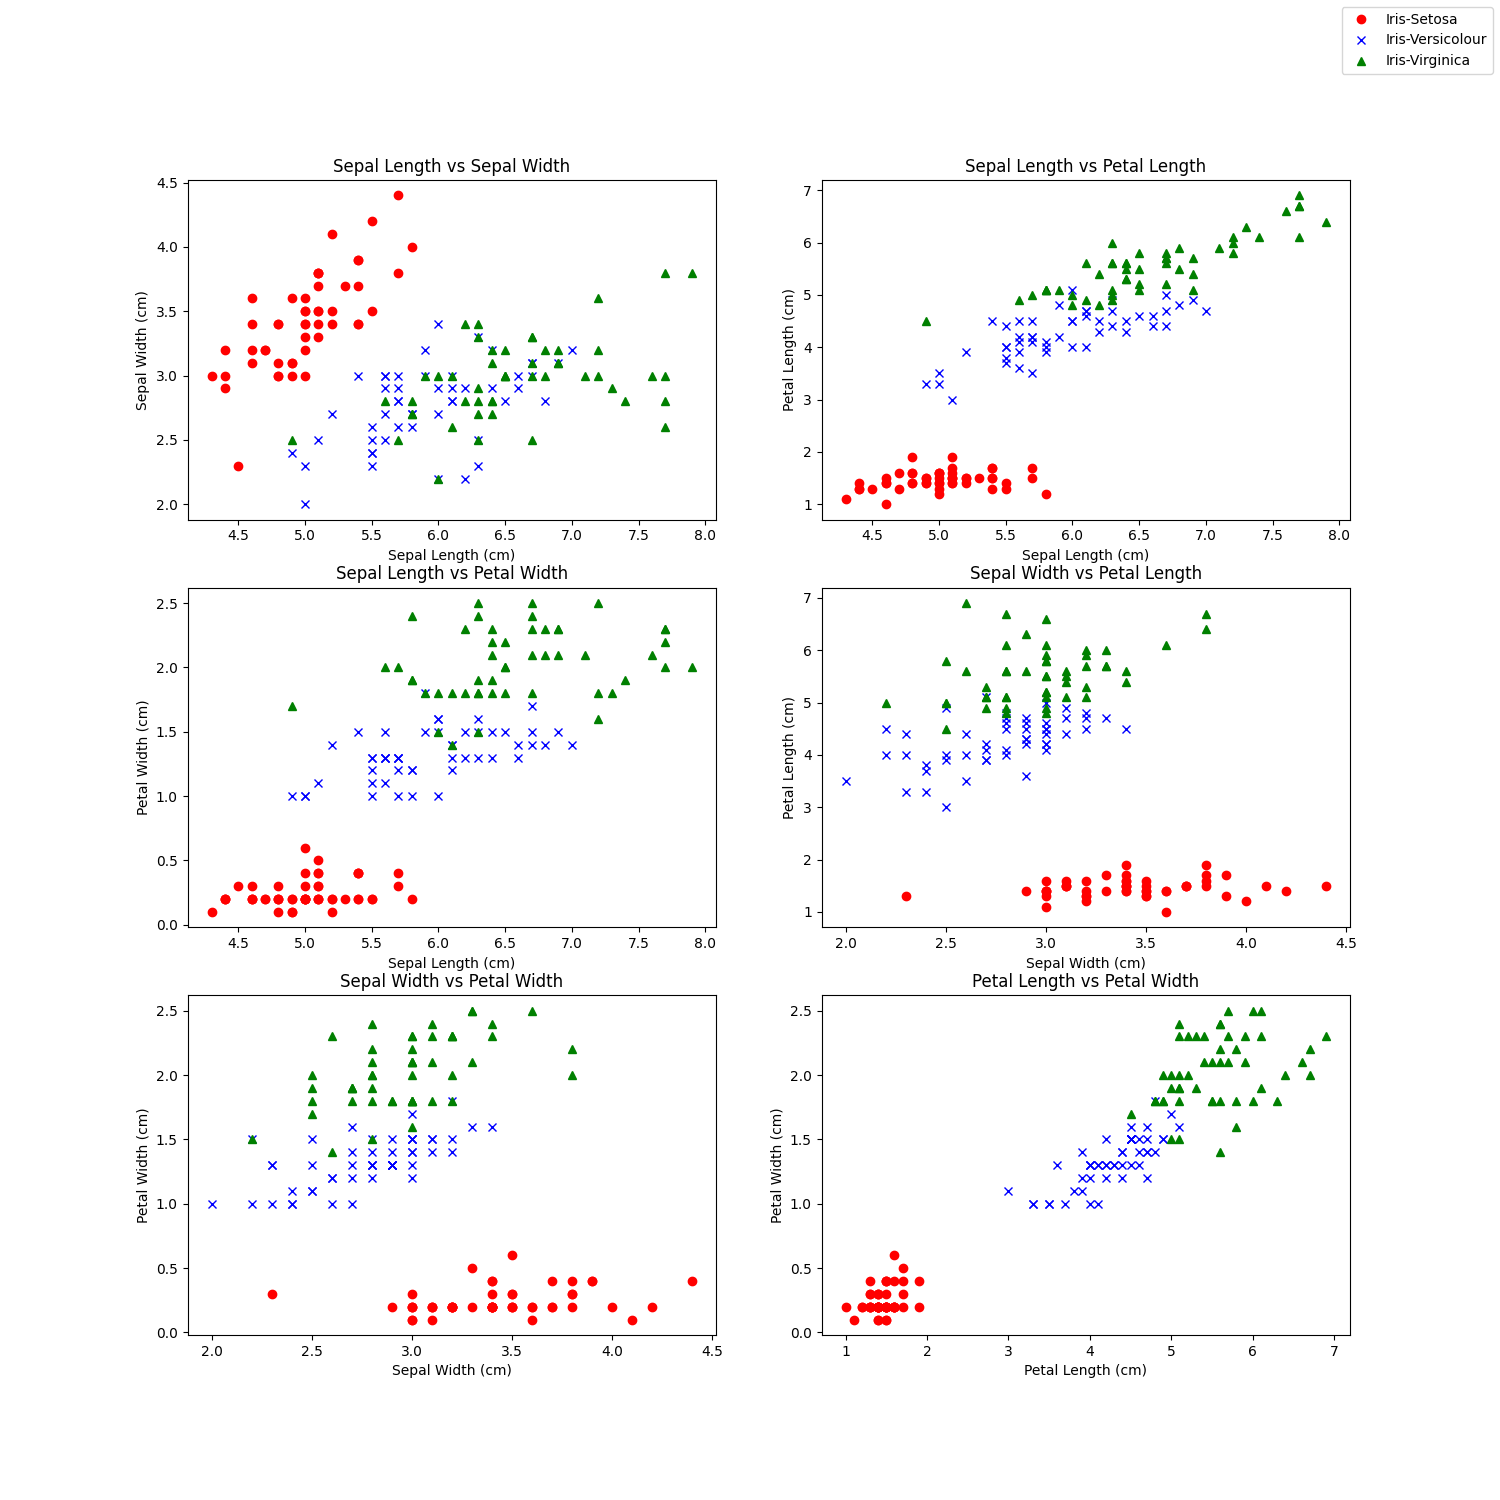 Iris-Setosa
Iris-Versicolour
Iris-Virginica
Sepal Length vs Sepal Width
4.5
4.0
3.5
3.0
2.5
2.0
Sepal Width (cm)
4.5 5.0 5.5 6.0 6.5 7.0 7.5 8.0
Sepal Length (cm)
Sepal Length vs Petal Length
7
6
5
4
3
2
1
Petal Length (cm)
4.5 5.0 5.5 6.0 6.5 7.0 7.5 8.0
Sepal Length (cm)
Sepal Length vs Petal Width
2.5
2.0
1.5
1.0
0.5
0.0
Petal Width (cm)
4.5 5.0 5.5 6.0 6.5 7.0 7.5 8.0
Sepal Length (cm)
Sepal Width vs Petal Length
7
6
5
4
3
2
1
Petal Length (cm)
2.0 2.5 3.0 3.5 4.0 4.5
Sepal Width (cm)
Sepal Width vs Petal Width
2.5
2.0
1.5
1.0
0.5
0.0
Petal Width (cm)
2.0 2.5 3.0 3.5 4.0 4.5
Sepal Width (cm)
Petal Length vs Petal Width
2.5
2.0
1.5
1.0
0.5
0.0
Petal Width (cm)
1 2 3 4 5 6 7
Petal Length (cm)